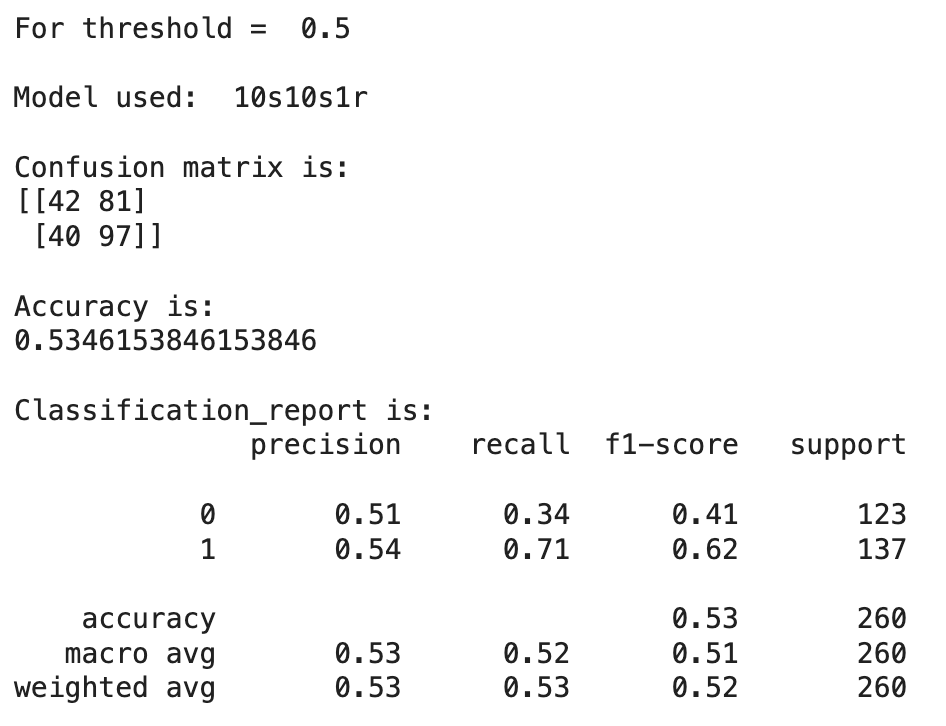 For threshold =  0.5
Model used:  10s10s1r
Confusion matrix is:
[[42 81]
 [40 97]]
Accuracy is:
0.5346153846153846
Classification_report is:
              precision    recall  f1-score   support
           0       0.51      0.34      0.41       123
           1       0.54      0.71      0.62       137
    accuracy                           0.53       260
   macro avg       0.53      0.52      0.51       260
weighted avg       0.53      0.53      0.52       260